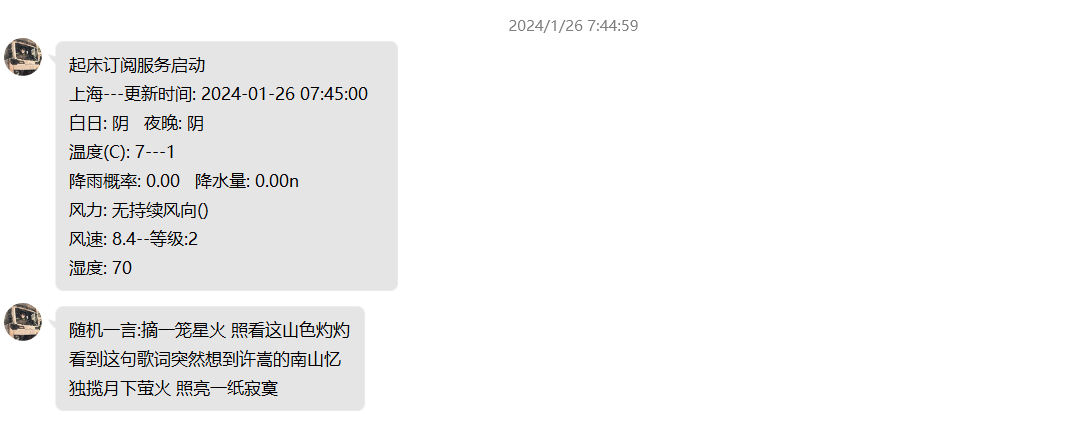 2024/1/26 7:44:59
起床订阅服务启动
上海---更新时间: 2024-01-26 07:45:00
白日: 阴   夜晚: 阴
温度(C): 7---1
降雨概率: 0.00   降水量: 0.00n
风力: 无持续风向()
风速: 8.4--等级:2
湿度: 70
随机一言:摘一笼星火 照看这山色灼灼
看到这句歌词突然想到许嵩的南山忆
独揽月下萤火 照亮一纸寂寞